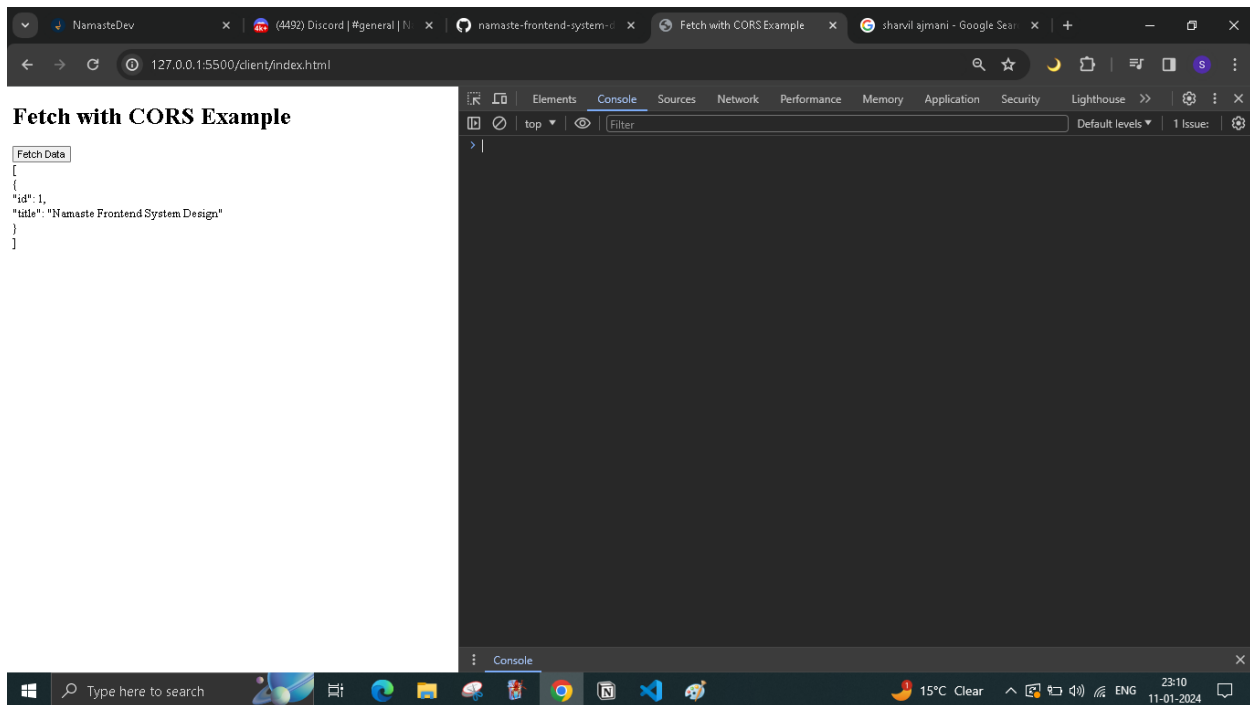 NamasteDev
(4492) Discord | #general | N
namaste-frontend-system-d
Fetch with CORS Example
sharvil ajmani - Google Sear
127.0.0.1:5500/client/index.html
S
Fetch with CORS Example
Fetch Data
[
{
"id": 1,
"title": "Namaste Frontend System Design"
}
]
Elements Console Sources Network Performance Memory Application Security Lighthouse
top Filter Default levels 1 Issue:
Console
Type here to search
15°C Clear
ENG
23:10
11-01-2024